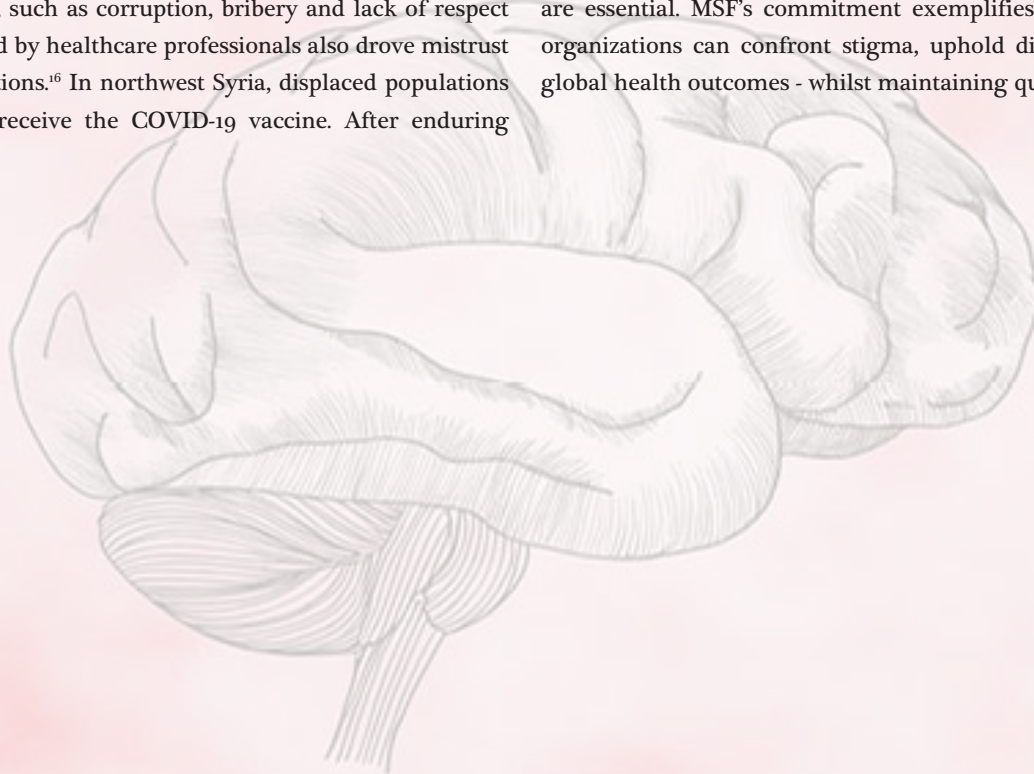 , such as corruption, bribery and lack of respect
d by healthcare professionals also drove mistrust
ions.¹⁶ In northwest Syria, displaced populations
receive the COVID-19 vaccine. After enduring
are essential. MSF’s commitment exemplifies
organizations can confront stigma, uphold di
global health outcomes - whilst maintaining qu